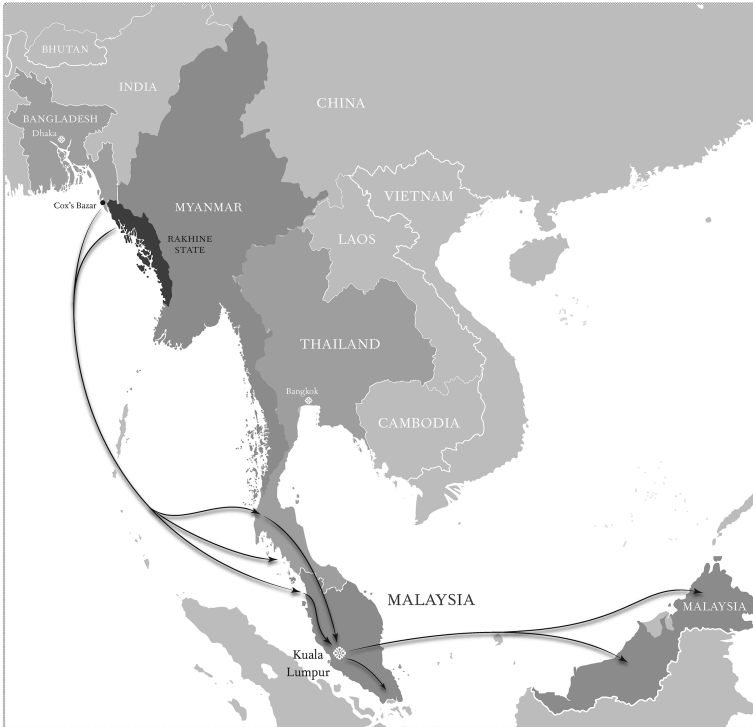 BHUTAN
INDIA
CHINA
BANGLADESH
Dhaka
Cox's Bazar
MYANMAR
VIETNAM
RAKHINE
STATE
LAOS
THAILAND
Bangkok
CAMBODIA
MALAYSIA
MALAYSIA
Kuala
Lumpur